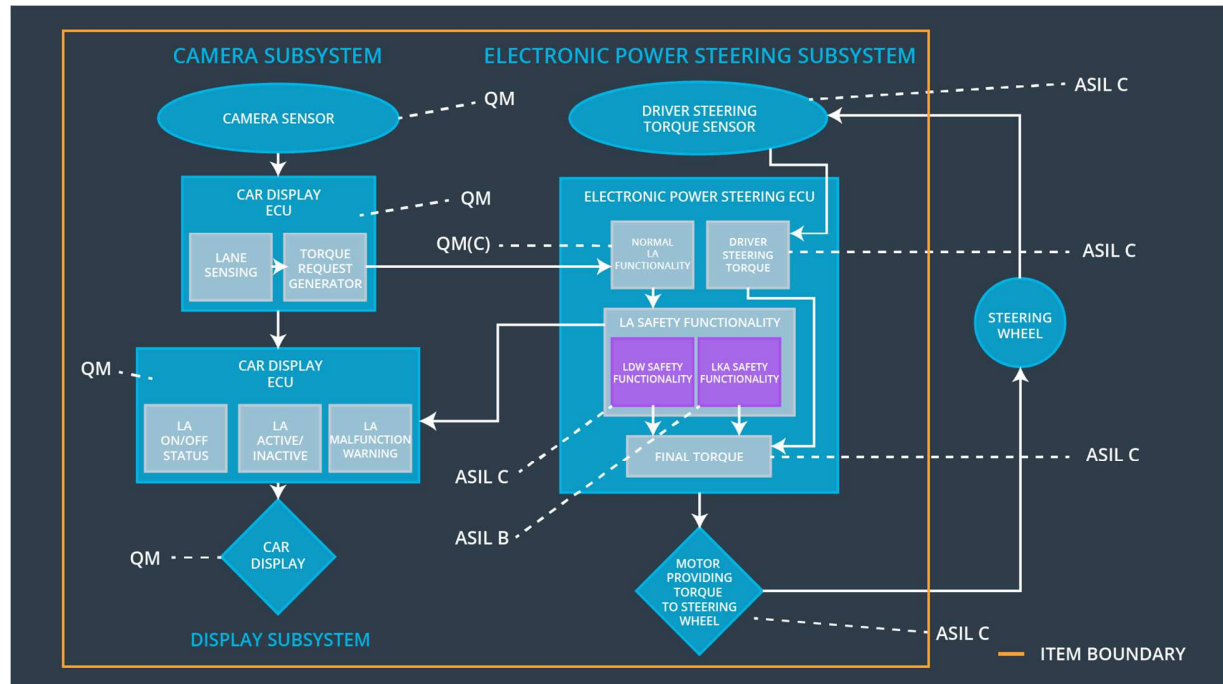 CAMERA SUBSYSTEM
ELECTRONIC POWER STEERING SUBSYSTEM
CAMERA SENSOR
QM
DRIVER STEERING
TORQUE SENSOR
ASIL C
CAR DISPLAY
ECU
QM
LANE
SENSING
TORQUE
REQUEST
GENERATOR
ELECTRONIC POWER STEERING ECU
QM(C)
NORMAL
LA
FUNCTIONALITY
DRIVER
STEERING
TORQUE
ASIL C
STEERING
WHEEL
LA SAFETY FUNCTIONALITY
LDW SAFETY
FUNCTIONALITY
LKA SAFETY
FUNCTIONALITY
CAR DISPLAY
ECU
QM
LA
ON/OFF
STATUS
LA
ACTIVE/
INACTIVE
LA
MALFUNCTION
WARNING
FINAL TORQUE
ASIL C
ASIL C
ASIL B
QM
CAR
DISPLAY
MOTOR
PROVIDING
TORQUE
TO STEERING
WHEEL
ASIL C
DISPLAY SUBSYSTEM
ITEM BOUNDARY